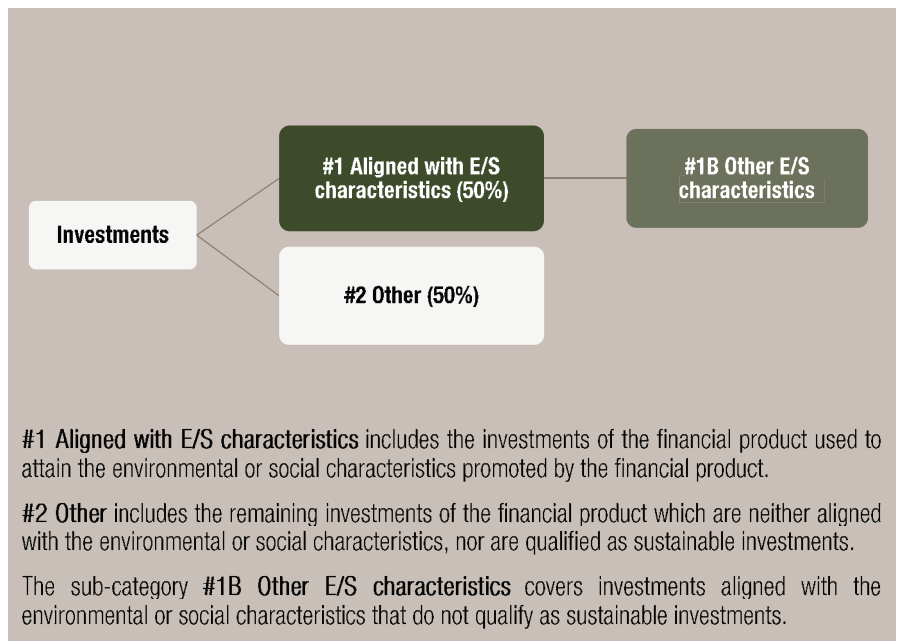 #1 Aligned with E/S
characteristics (50%)
#1B Other E/S
characteristics
Investments
#2 Other (50%)
#1 Aligned with E/S characteristics includes the investments of the financial product used to
attain the environmental or social characteristics promoted by the financial product.
#2 Other includes the remaining investments of the financial product which are neither aligned
with the environmental or social characteristics, nor are qualified as sustainable investments.
The sub-category #1B Other E/S characteristics covers investments aligned with the
environmental or social characteristics that do not qualify as sustainable investments.